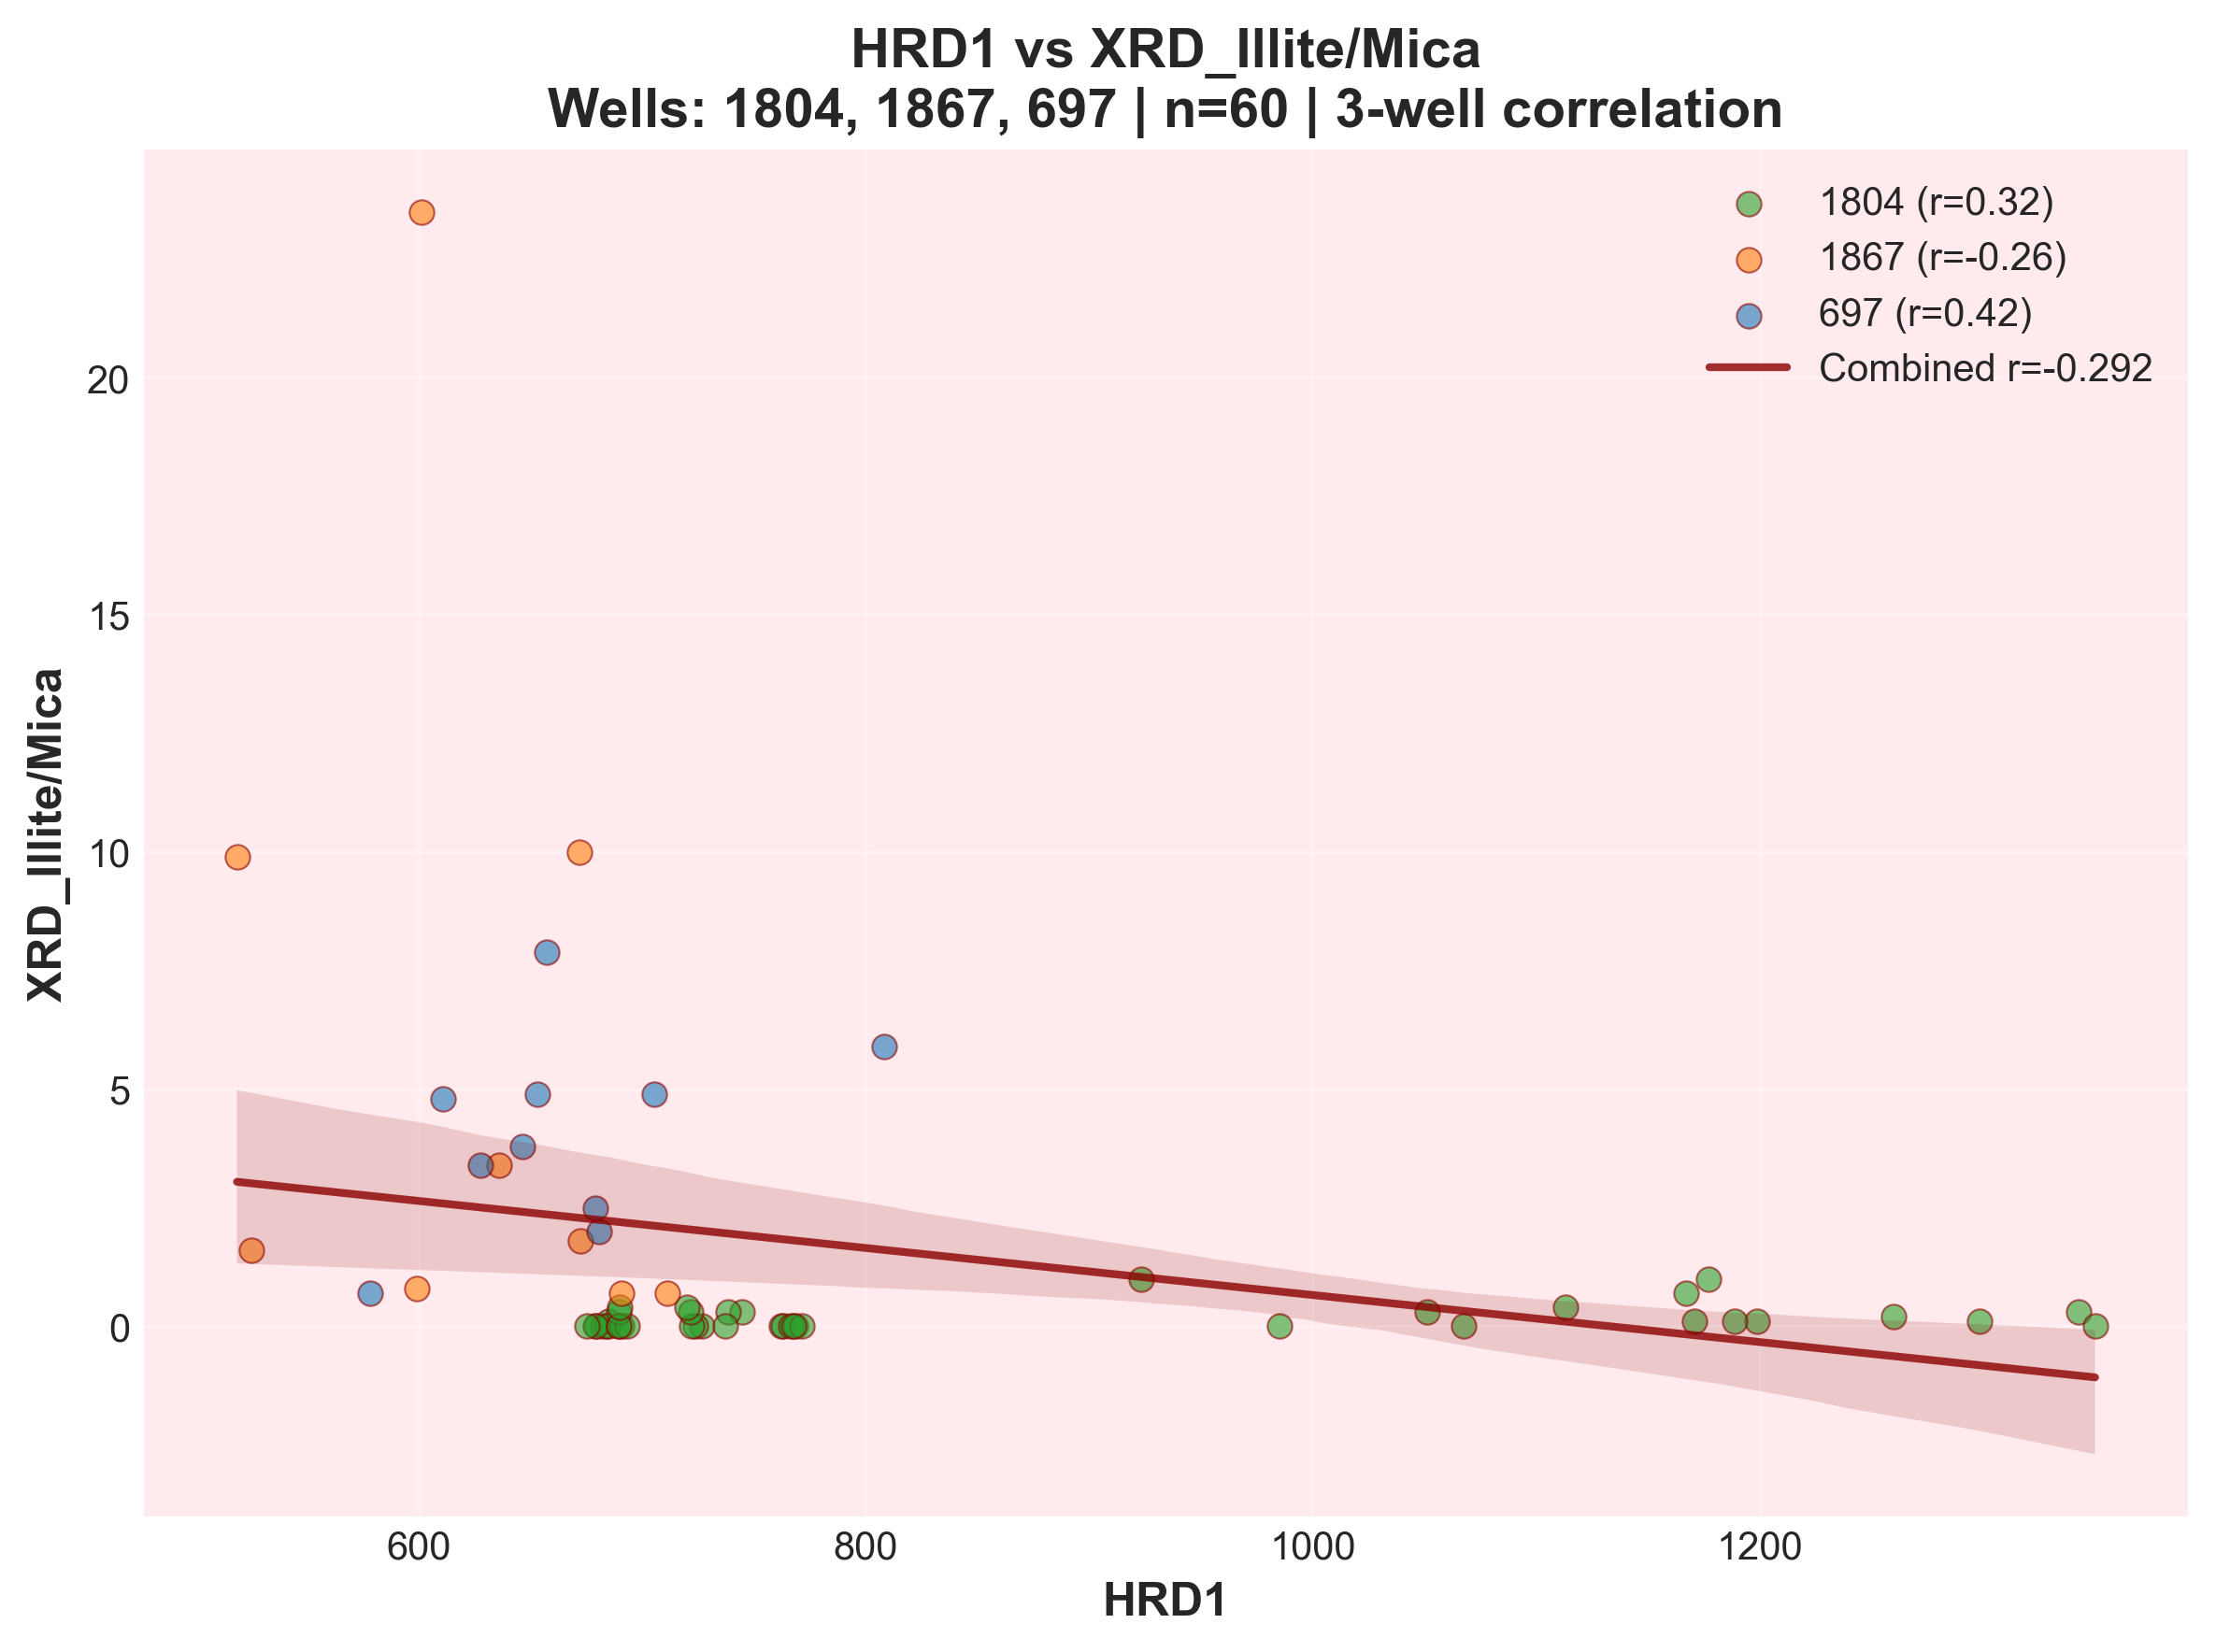 HRD1 vs XRD_Illite/Mica
Wells: 1804, 1867, 697 | n=60 | 3-well correlation
1804 (r=0.32)
1867 (r=-0.26)
697 (r=0.42)
Combined r=-0.292
XRD_Illite/Mica
20
15
10
5
0
600
800
1000
1200
HRD1